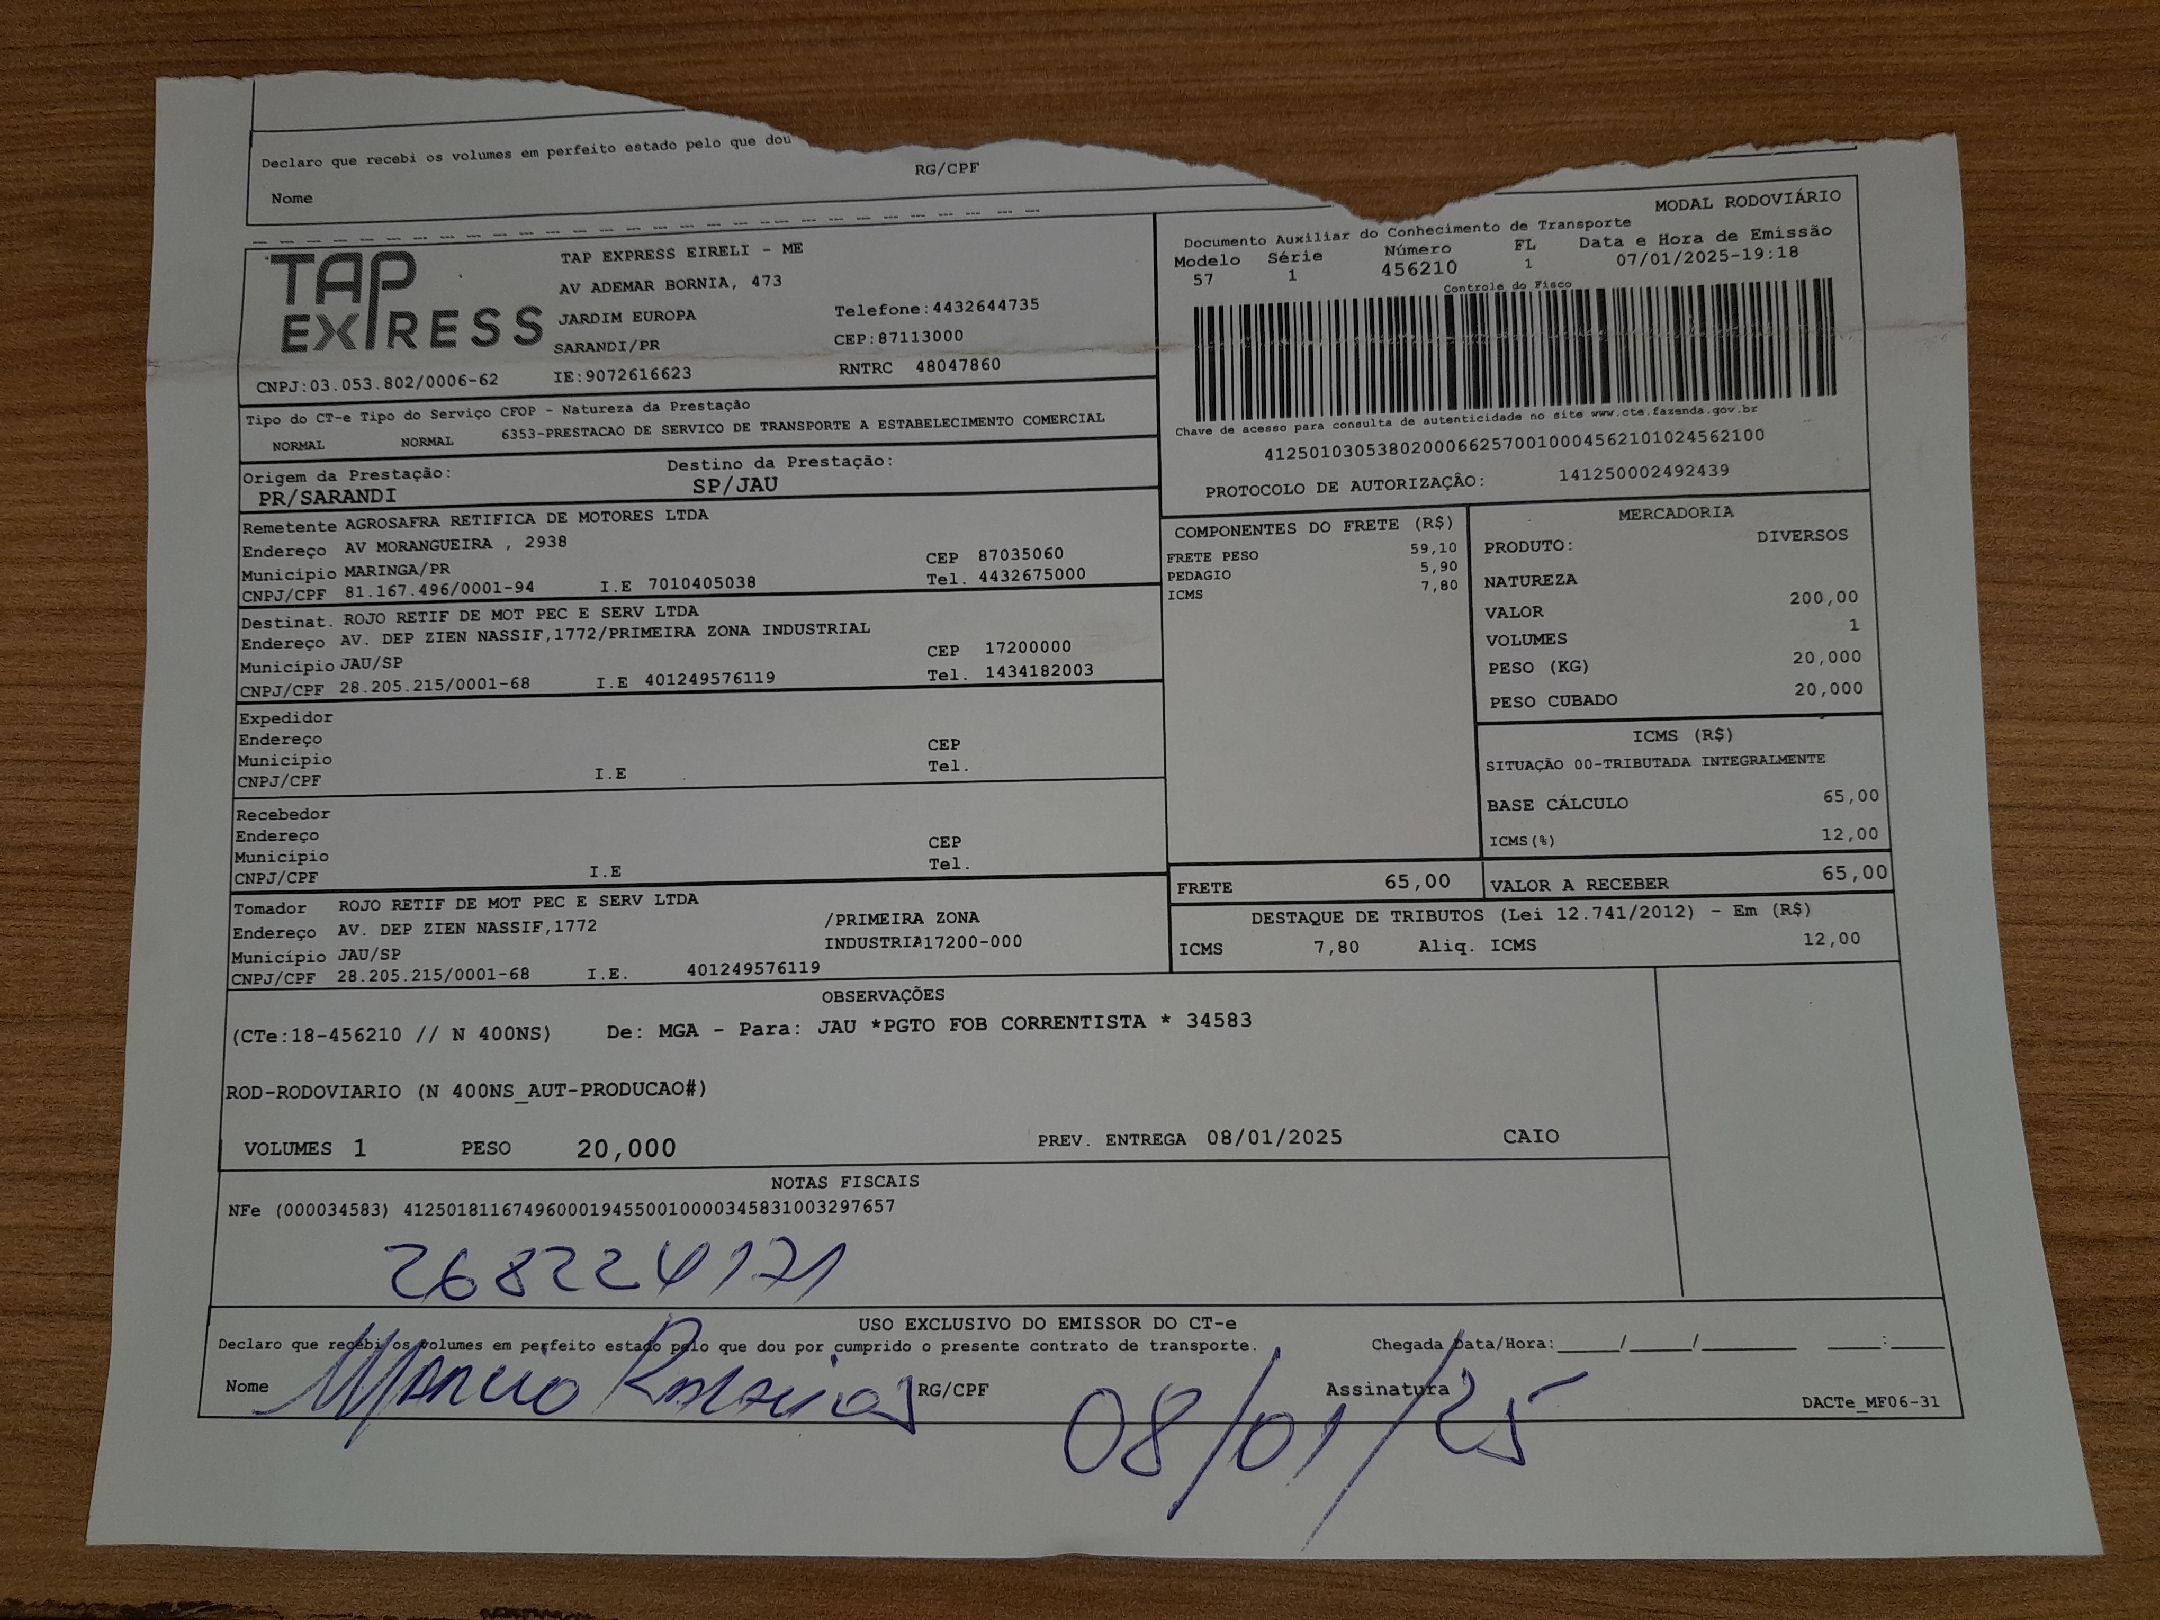 Declaro que recebi os volumes em perfeito estado pelo que dou
Nome
RG/CPF
TAP EXPRESS
TAP EXPRESS EIRELI - ME
AV ADEMAR BORNIA, 473
JARDIM EUROPA Telefone:4432644735
SARANDI/PR CEP:87113000
CNPJ:03.053.802/0006-62 IE:9072616623 RNTRC 48047860
MODAL RODOVIÁRIO
Documento Auxiliar do Conhecimento de Transporte
Modelo Série Número FL Data e Hora de Emissão
57 1 456210 1 07/01/2025-19:18
Controle do Fisco
Chave de acesso para consulta de autenticidade no site www.cte.fazenda.gov.br
41250103053802000662570010004562101024562100
PROTOCOLO DE AUTORIZAÇÃO: 141250002492439
Tipo do CT-e Tipo do Serviço CFOP - Natureza da Prestação
NORMAL NORMAL 6353-PRESTACAO DE SERVICO DE TRANSPORTE A ESTABELECIMENTO COMERCIAL
Origem da Prestação: Destino da Prestação:
PR/SARANDI SP/JAU
Remetente AGROSAFRA RETIFICA DE MOTORES LTDA
Endereço AV MORANGUEIRA , 2938
Município MARINGA/PR CEP 87035060
CNPJ/CPF 81.167.496/0001-94 I.E 7010405038 Tel. 4432675000
Destinat. ROJO RETIF DE MOT PEC E SERV LTDA
Endereço AV. DEP ZIEN NASSIF,1772/PRIMEIRA ZONA INDUSTRIAL
Município JAU/SP CEP 17200000
CNPJ/CPF 28.205.215/0001-68 I.E 401249576119 Tel. 1434182003
Expedidor
Endereço
Município CEP
CNPJ/CPF I.E Tel.
Recebedor
Endereço
Município CEP
CNPJ/CPF I.E Tel.
Tomador ROJO RETIF DE MOT PEC E SERV LTDA
Endereço AV. DEP ZIEN NASSIF,1772 /PRIMEIRA ZONA
Município JAU/SP INDUSTRIA17200-000
CNPJ/CPF 28.205.215/0001-68 I.E. 401249576119
COMPONENTES DO FRETE (R$)
FRETE PESO 59,10
PEDAGIO 5,90
ICMS 7,80
MERCADORIA
PRODUTO: DIVERSOS
NATUREZA
VALOR 200,00
VOLUMES 1
PESO (KG) 20,000
PESO CUBADO 20,000
ICMS (R$)
SITUAÇÃO 00-TRIBUTADA INTEGRALMENTE
BASE CÁLCULO 65,00
ICMS(%) 12,00
FRETE 65,00 VALOR A RECEBER 65,00
DESTAQUE DE TRIBUTOS (Lei 12.741/2012) - Em (R$)
ICMS 7,80 Aliq. ICMS 12,00
OBSERVAÇÕES
(CTe:18-456210 // N 400NS) De: MGA - Para: JAU *PGTO FOB CORRENTISTA * 34583
ROD-RODOVIARIO (N 400NS_AUT-PRODUCAO#)
VOLUMES 1 PESO 20,000 PREV. ENTREGA 08/01/2025 CAIO
NOTAS FISCAIS
NFe (000034583) 41250181167496000194550010000345831003297657
268224171
USO EXCLUSIVO DO EMISSOR DO CT-e
Declaro que recebi os volumes em perfeito estado pelo que dou por cumprido o presente contrato de transporte. Chegada Data/Hora:_____/_____/________ _____:_____
Nome Marcio RG/CPF Assinatura
08/01/25
DACTe_MF06-31